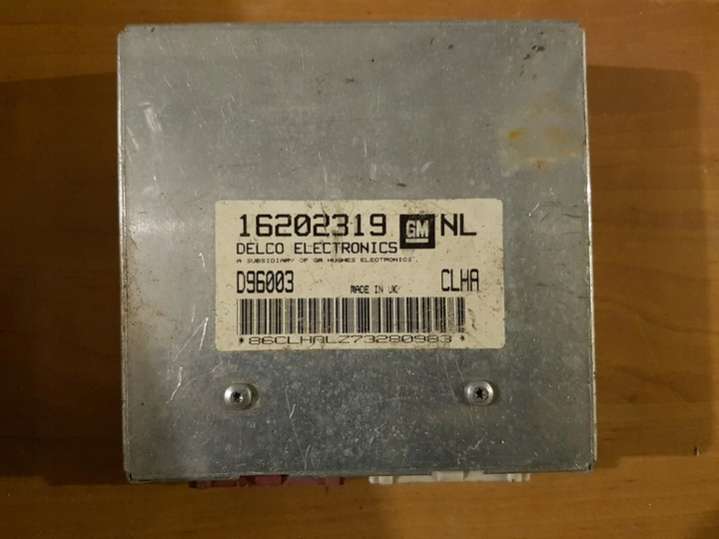 16202319 GM NL
DELCO ELECTRONICS
A SUBSIDIARY OF GM HUGHES ELECTRONICS.
D96003 MADE IN UK CLHA
*86CLHALZ73280983*